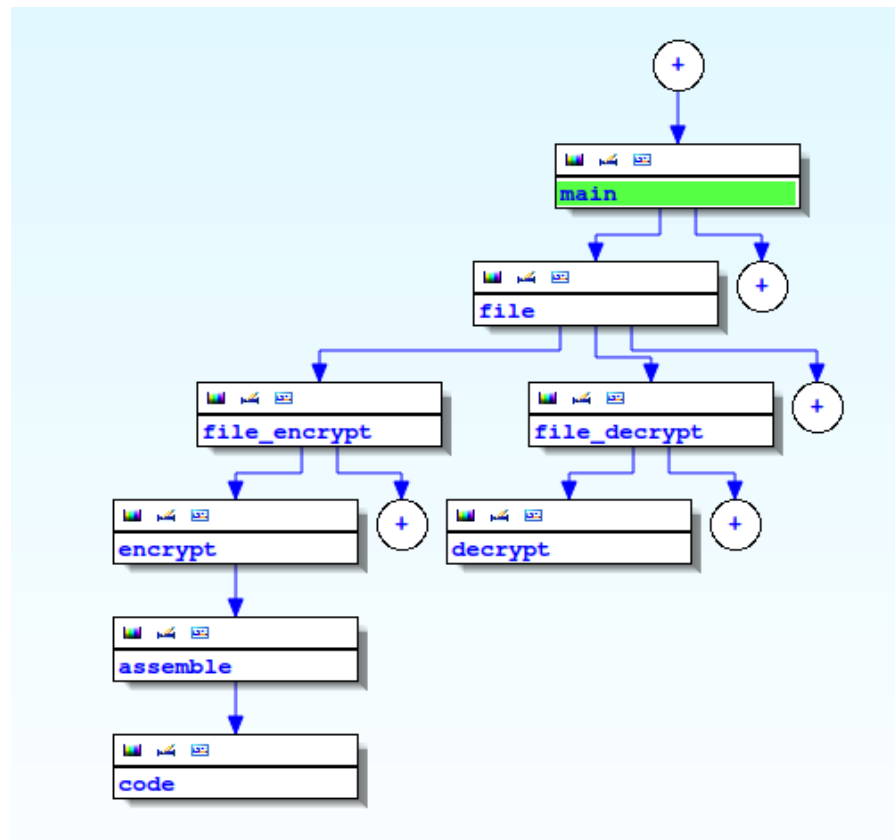 +
main
file
+
file_encrypt
file_decrypt
+
encrypt
+
decrypt
+
assemble
code